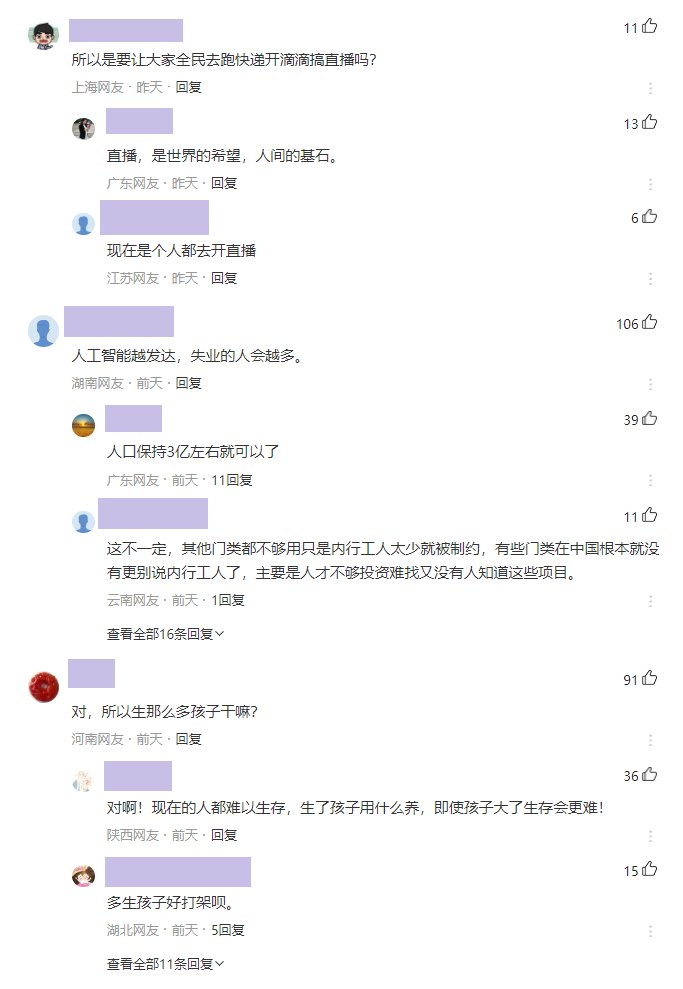 11
所以是要让大家全民去跑快递开滴滴搞直播吗？
上海网友·昨天·回复
13
直播，是世界的希望，人间的基石。
广东网友·昨天·回复
6
现在是个人都去开直播
江苏网友·昨天·回复
106
人工智能越发达，失业的人会越多。
湖南网友·前天·回复
39
人口保持3亿左右就可以了
广东网友·前天·11回复
11
这不一定，其他门类都不够用只是内行工人太少就被制约，有些门类在中国根本就没
有更别说内行工人了，主要是人才不够投资难找又没有人知道这些项目。
云南网友·前天·1回复
查看全部16条回复
91
对，所以生那么多孩子干嘛？
河南网友·前天·回复
36
对啊！现在的人都难以生存，生了孩子用什么养，即使孩子大了生存会更难！
陕西网友·前天·回复
15
多生孩子好打架呗。
湖北网友·前天·5回复
查看全部11条回复